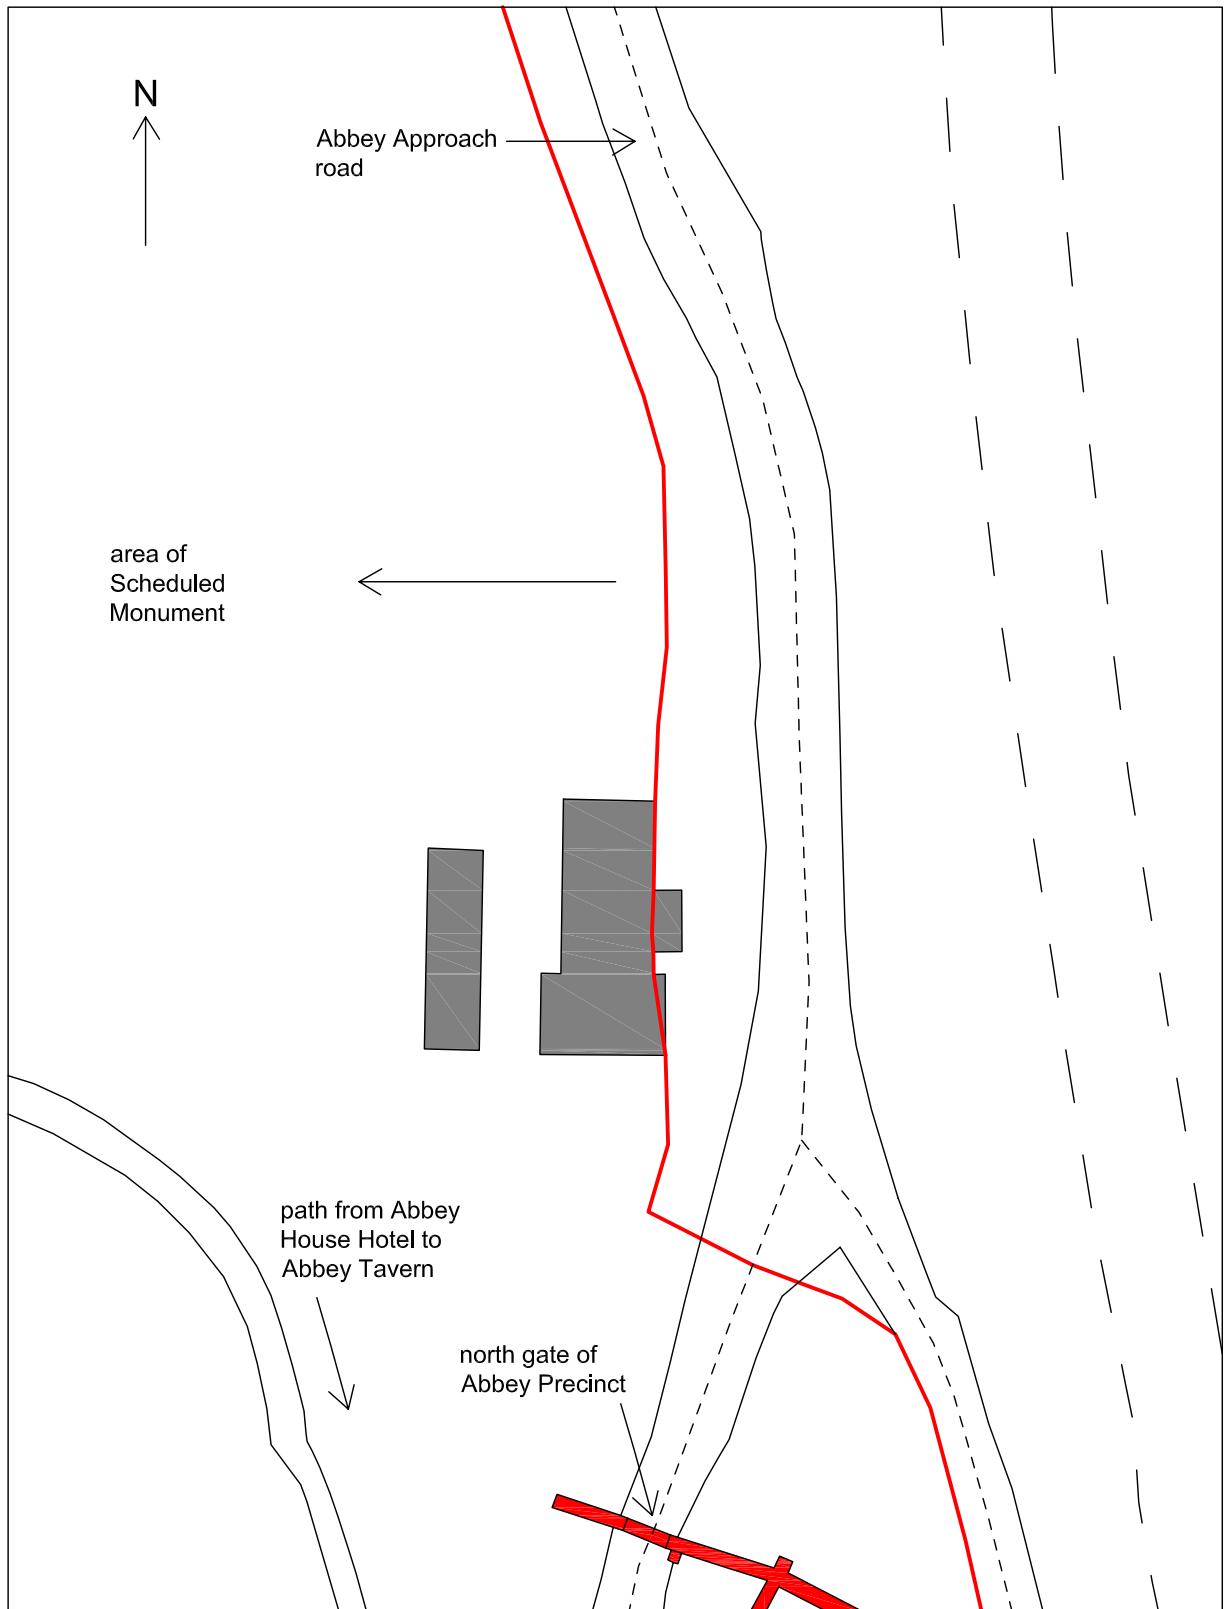 N
Abbey Approach
road
area of
Scheduled
Monument
path from Abbey
House Hotel to
Abbey Tavern
north gate of
Abbey Precinct